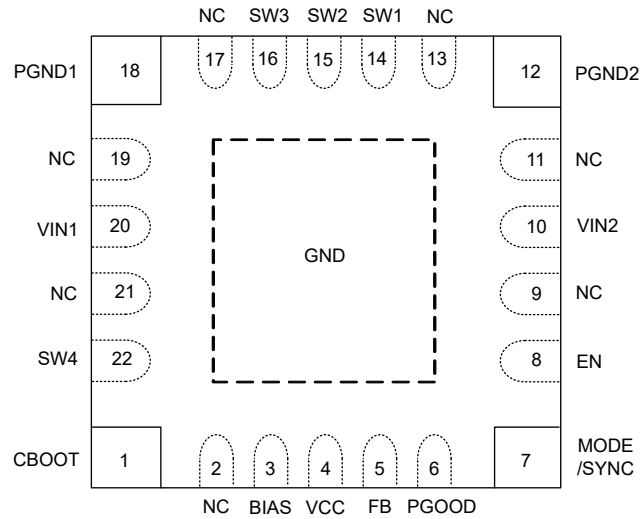 NC SW3 SW2 SW1 NC
PGND1 18 17 16 15 14 13 12 PGND2
NC 19 11 NC
VIN1 20 10 VIN2
GND
NC 21 9 NC
SW4 22 8 EN
CBOOT 1 2 3 4 5 6 7 MODE
/SYNC
NC BIAS VCC FB PGOOD